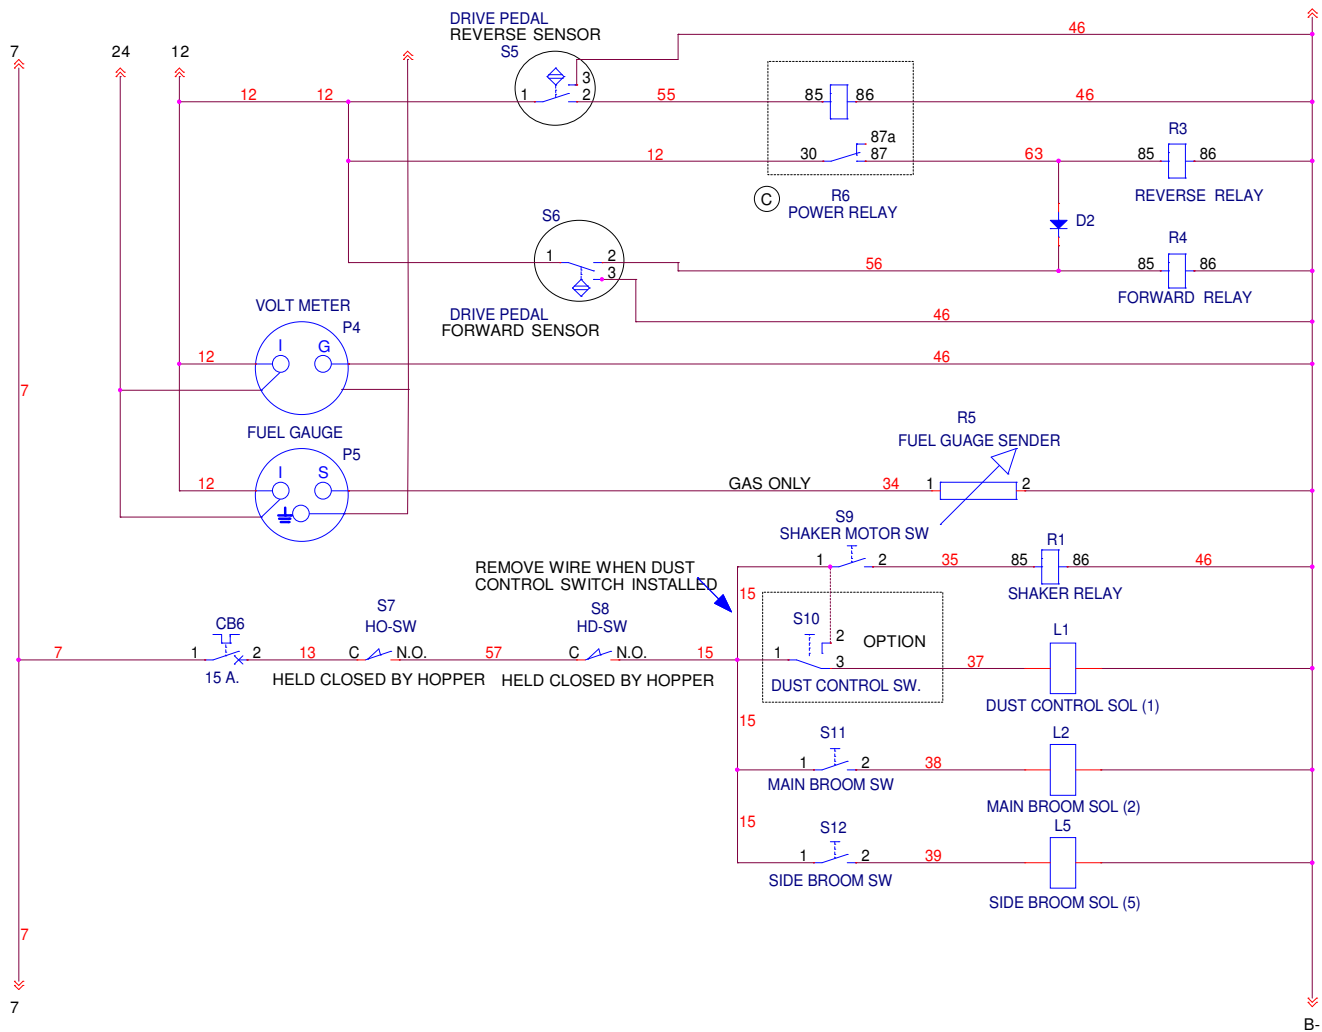 DRIVE PEDAL
REVERSE SENSOR
S5
46
7
24
12
12
12
1
3
2
55
85
86
46
87a
12
30
87
63
85
R3
86
C
R6
POWER RELAY
REVERSE RELAY
D2
S6
1
2
3
56
R4
85
86
FORWARD RELAY
DRIVE PEDAL
FORWARD SENSOR
46
VOLT METER
P4
I
G
12
46
7
FUEL GAUGE
P5
I
S
12
GAS ONLY
34
R5
FUEL GUAGE SENDER
1
2
S9
SHAKER MOTOR SW
1
2
35
R1
85
86
46
SHAKER RELAY
REMOVE WIRE WHEN DUST
CONTROL SWITCH INSTALLED
15
7
CB6
1
2
15 A.
13
S7
HO-SW
C
N.O.
HELD CLOSED BY HOPPER
57
S8
HD-SW
C
N.O.
HELD CLOSED BY HOPPER
15
S10
1
2
3
OPTION
DUST CONTROL SW.
37
L1
DUST CONTROL SOL (1)
15
S11
1
2
MAIN BROOM SW
38
L2
MAIN BROOM SOL (2)
15
S12
1
2
SIDE BROOM SW
39
L5
SIDE BROOM SOL (5)
7
7
B-